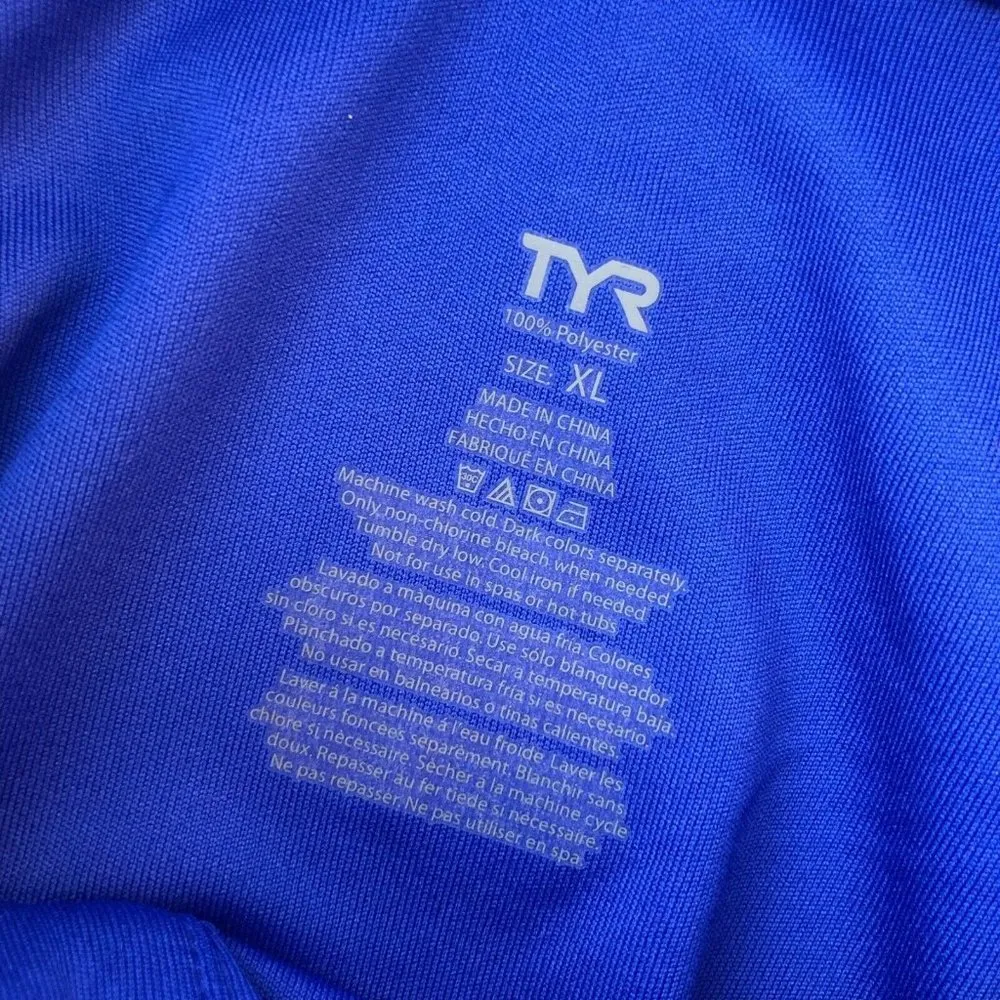 TYR
100% Polyester
SIZE: XL
MADE IN CHINA
HECHO EN CHINA
FABRIQUÉ EN CHINA
30C
Machine wash cold. Dark colors separately
Only non-chlorine bleach when needed.
Tumble dry low. Cool iron if needed
Not for use in spas or hot tubs
Lavado a máquina con agua fria. Colores
obscuros por separado. Use sólo blanqueador
sin cloro si es necesario. Secar a temperatura baja.
Planchado a temperatura fría si es necesario.
No usar en balnearios o tinas calientes.
Laver á la machine á l'eau froide. Laver les
couleurs foncées séparément. Blanchir sans
chlore si nécessaire. Sécher á la machine cycle
doux. Repasser au fer tiede si nécessaire.
Ne pas repasser. Ne pas utiliser en spa.